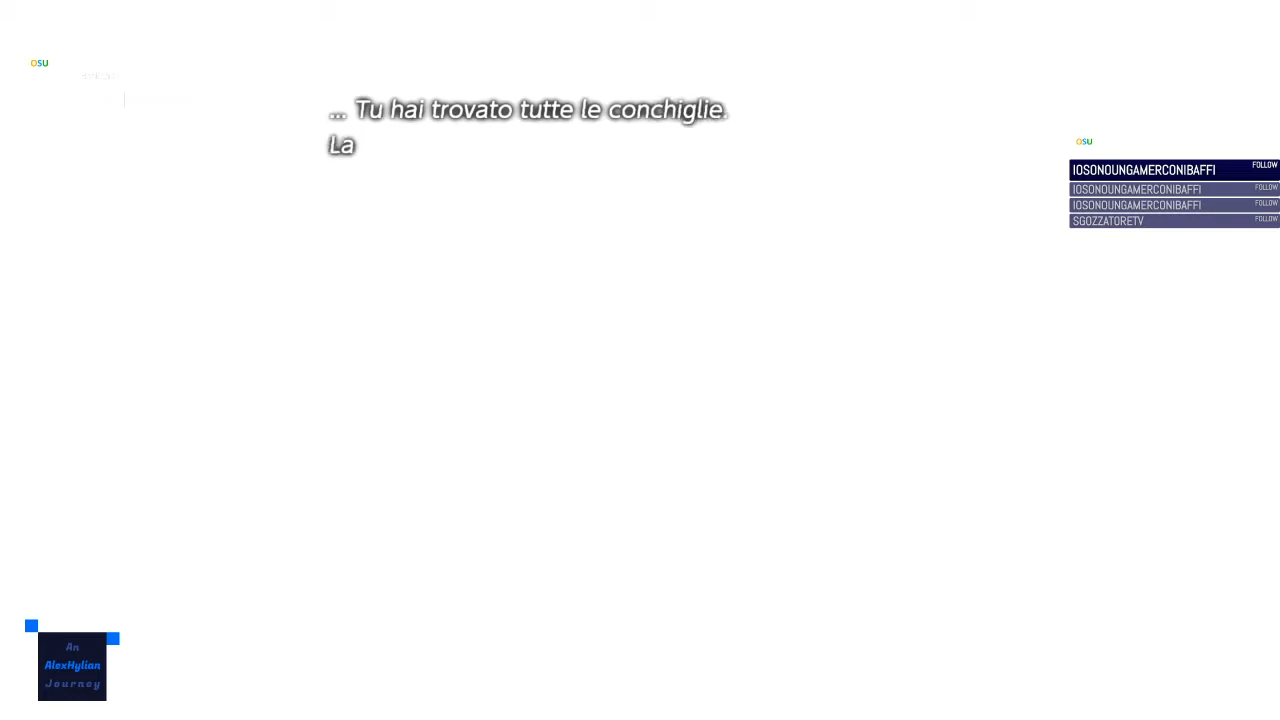 OSU
... Tu hai trovato tutte le conchiglie.
La
OSU
IOSONOUNGAMERCONIBAFFI FOLLOW
IOSONOUNGAMERCONIBAFFI FOLLOW
IOSONOUNGAMERCONIBAFFI FOLLOW
SGOZZATORETV FOLLOW
An
AlexHylian
Journey